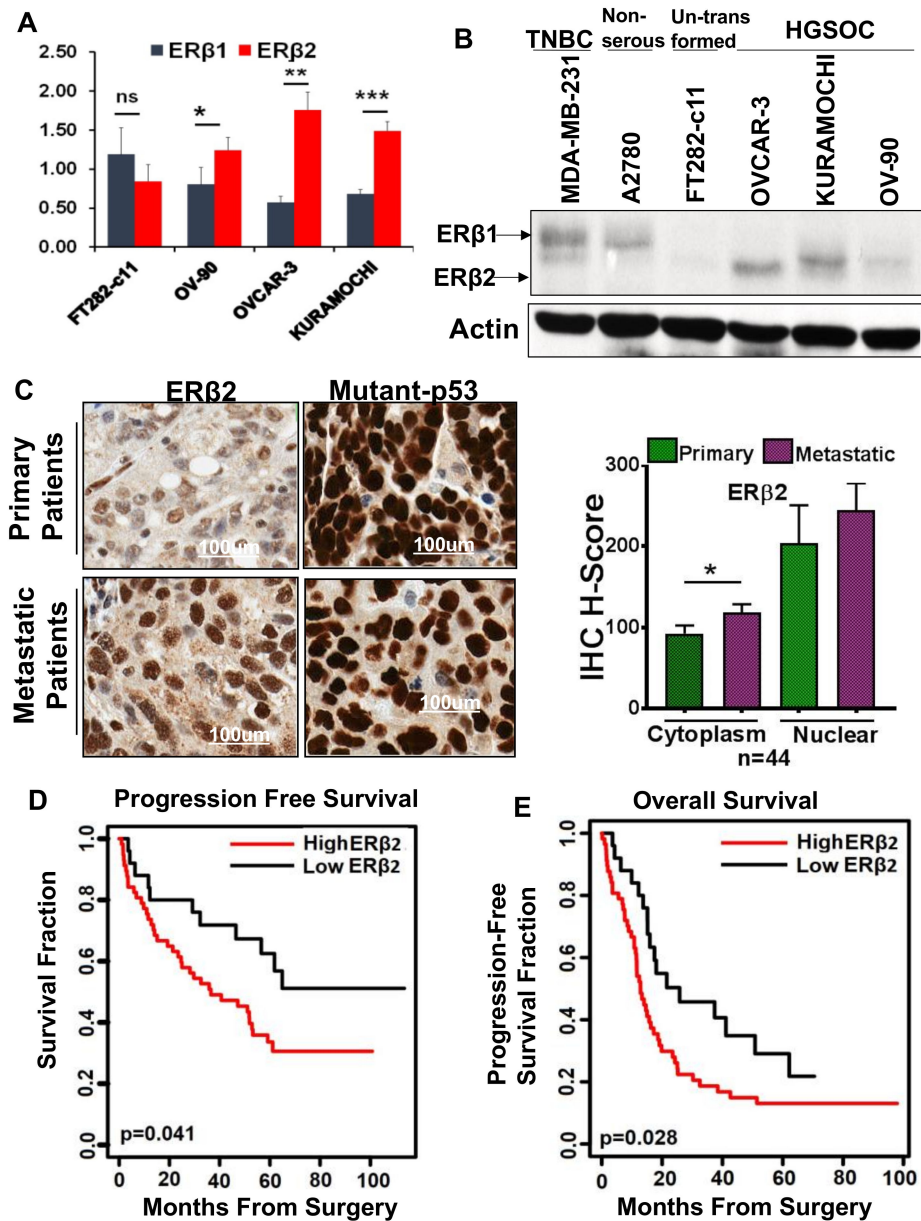 A
ERβ1 ERβ2
2.50
2.00
1.50
1.00
0.50
0.00
ns
*
**
***
FT282-c11
OV-90
OVCAR-3
KURAMOCHI
B
TNBC
Non-
serous
Un-trans
formed
HGSOC
MDA-MB-231
A2780
FT282-c11
OVCAR-3
KURAMOCHI
OV-90
ERβ1
ERβ2
Actin
C
ERβ2
Mutant-p53
Primary
Patients
100um
100um
Metastatic
Patients
100um
100um
Primary Metastatic
ERβ2
IHC H-Score
300
200
100
0
*
Cytoplasm Nuclear
n=44
D
Progression Free Survival
HighERβ2
Low ERβ2
Survival Fraction
1.0
0.8
0.6
0.4
0.2
0.0
p=0.041
0 20 40 60 80 100
Months From Surgery
E
Overall Survival
HighERβ2
Low ERβ2
Progression-Free
Survival Fraction
1.0
0.8
0.6
0.4
0.2
0.0
p=0.028
0 20 40 60 80 100
Months From Surgery